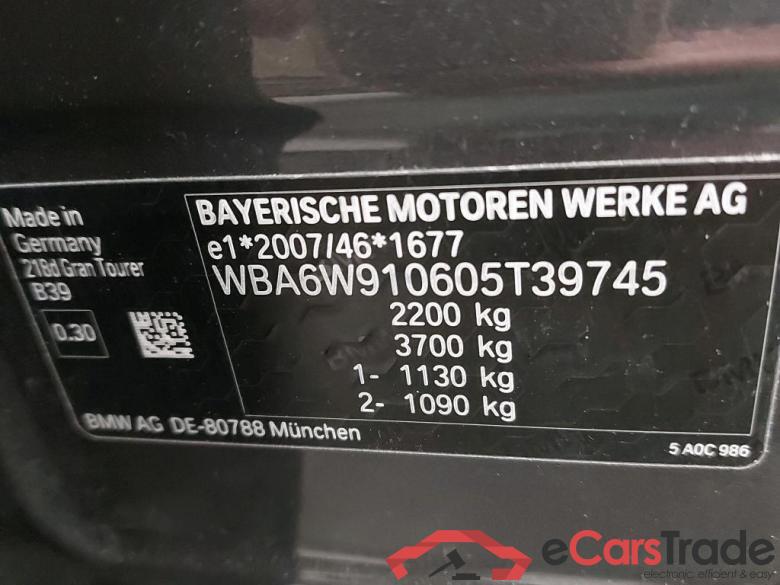 Made in
Germany
218d Gran Tourer
B39
0.30
BAYERISCHE MOTOREN WERKE AG
e1*2007/46*1677
WBA6W910605T39745
2200 kg
3700 kg
1- 1130 kg
2- 1090 kg
BMW AG DE-80788 München
5 A0C 986
eCarsTrade
electronic, efficient & easy